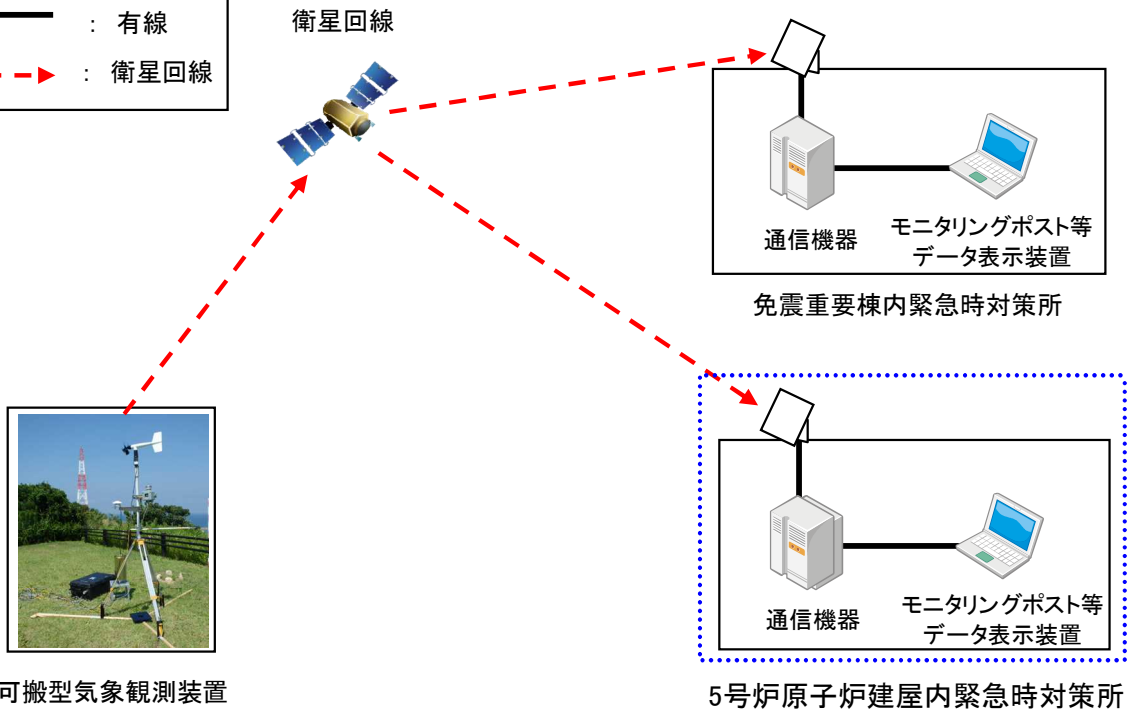 ： 有線
： 衛星回線
衛星回線
通信機器
モニタリングポスト等
データ表示装置
免震重要棟内緊急時対策所
通信機器
モニタリングポスト等
データ表示装置
可搬型気象観測装置
5号炉原子炉建屋内緊急時対策所